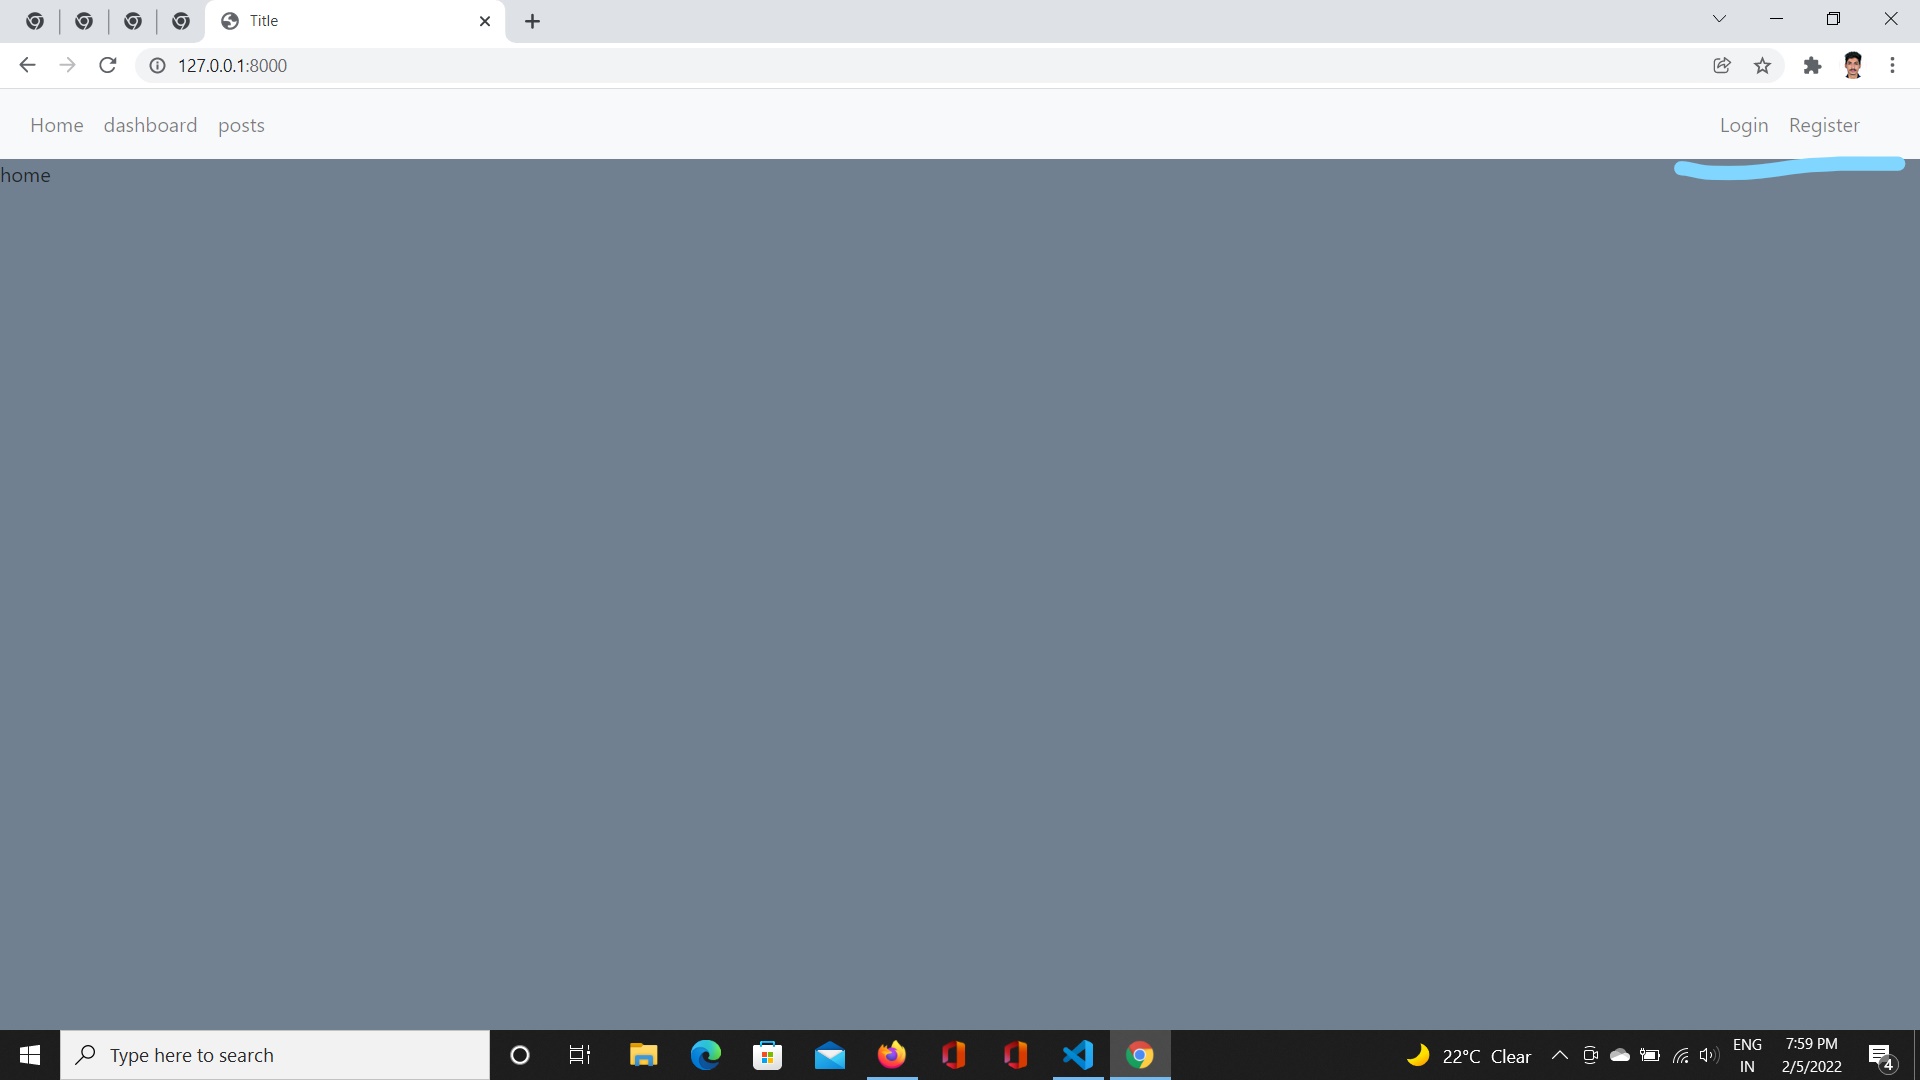 Title
127.0.0.1:8000
Home dashboard posts Login Register
home
Type here to search
22°C Clear
ENG
IN
7:59 PM
2/5/2022
4